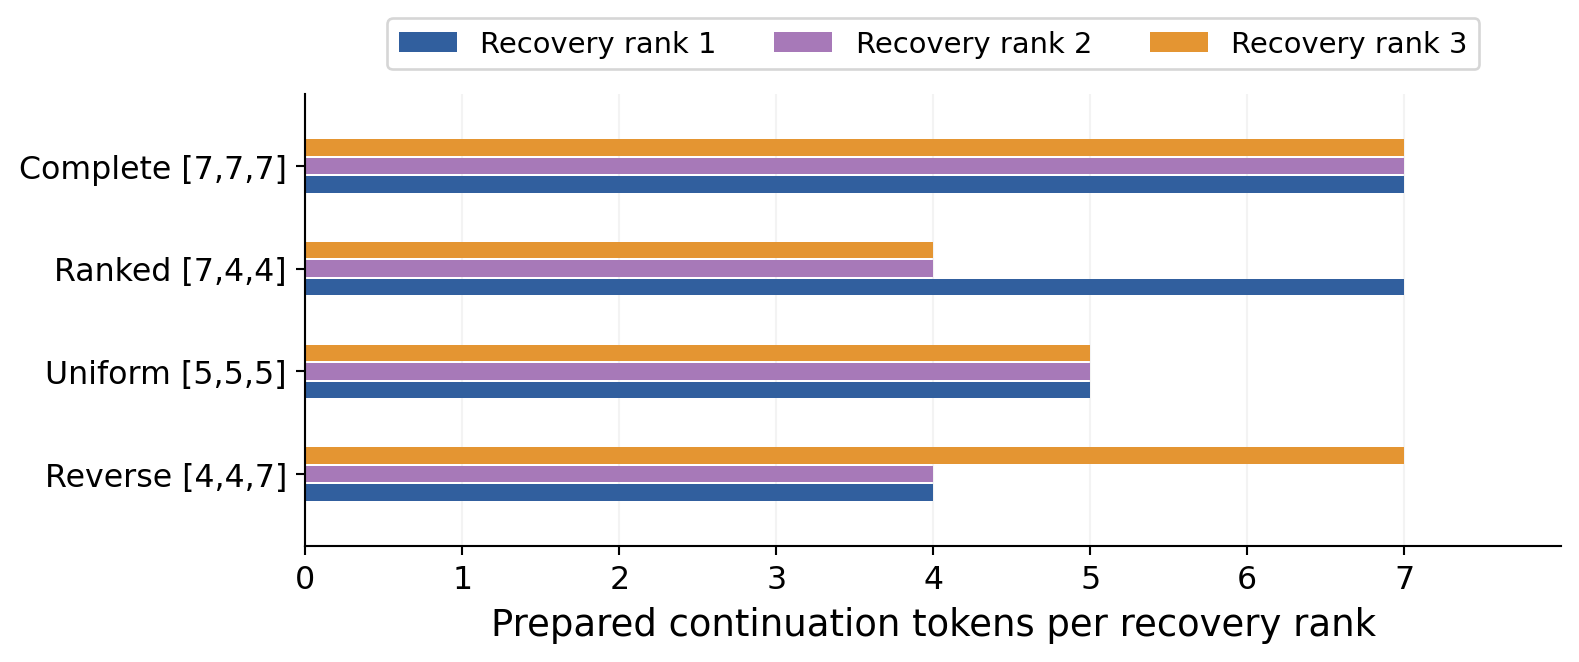 Recovery rank 1 Recovery rank 2 Recovery rank 3
Complete [7,7,7]
Ranked [7,4,4]
Uniform [5,5,5]
Reverse [4,4,7]
0 1 2 3 4 5 6 7
Prepared continuation tokens per recovery rank